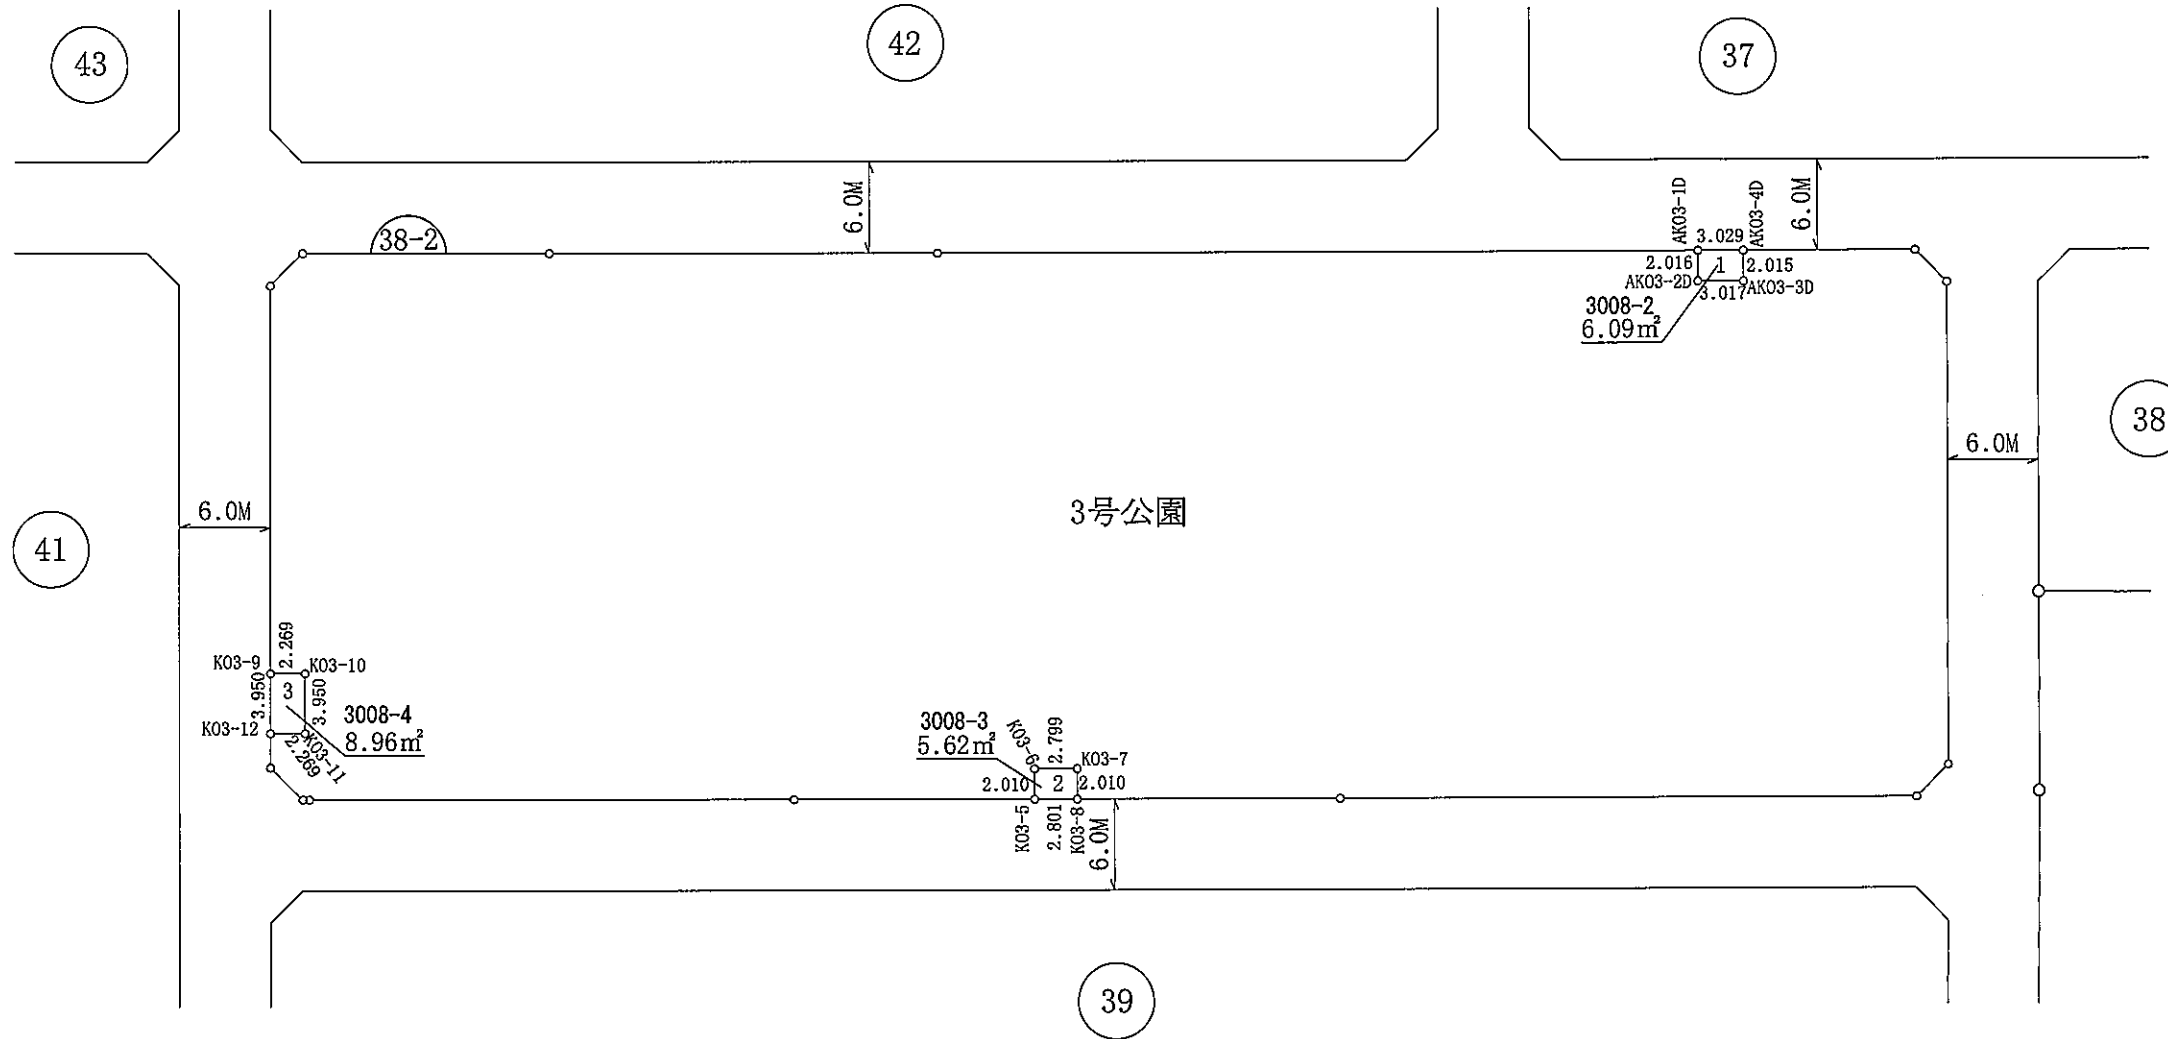 43
42
37
6.0M
AK03-1D
AK03-4D
6.0M
38-2
3.029
2.016
1
2.015
AK03-2D
3.017
AK03-3D
3008-2
6.09㎡
38
6.0M
6.0M
3号公園
41
2.269
K03-9
K03-10
3.950
3
3.950
3008-4
8.96㎡
K03-12
K03-11
2.269
3008-3
5.62㎡
K03-6
2.799
K03-7
2.010
2
2.010
K03-5
2.801
K03-8
6.0M
39